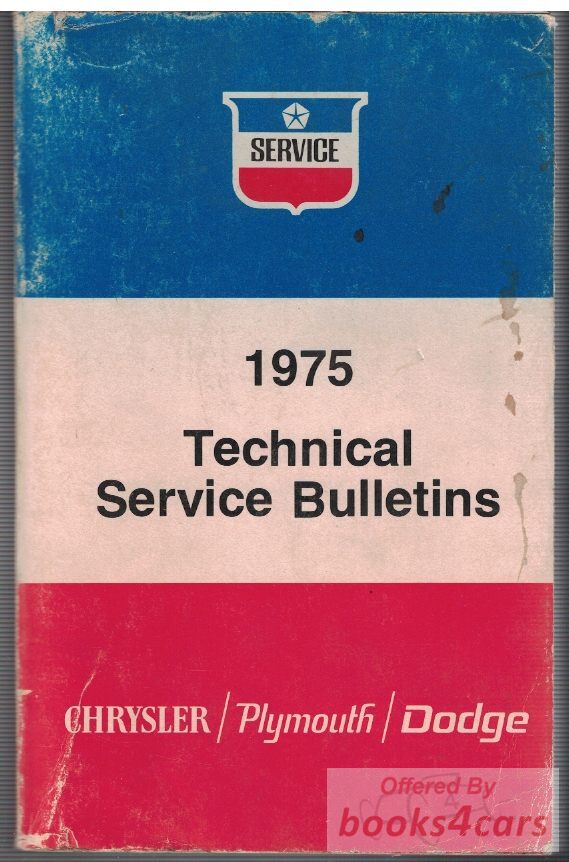 SERVICE
1975
Technical
Service Bulletins
CHRYSLER / Plymouth / Dodge
Offered By
books4cars